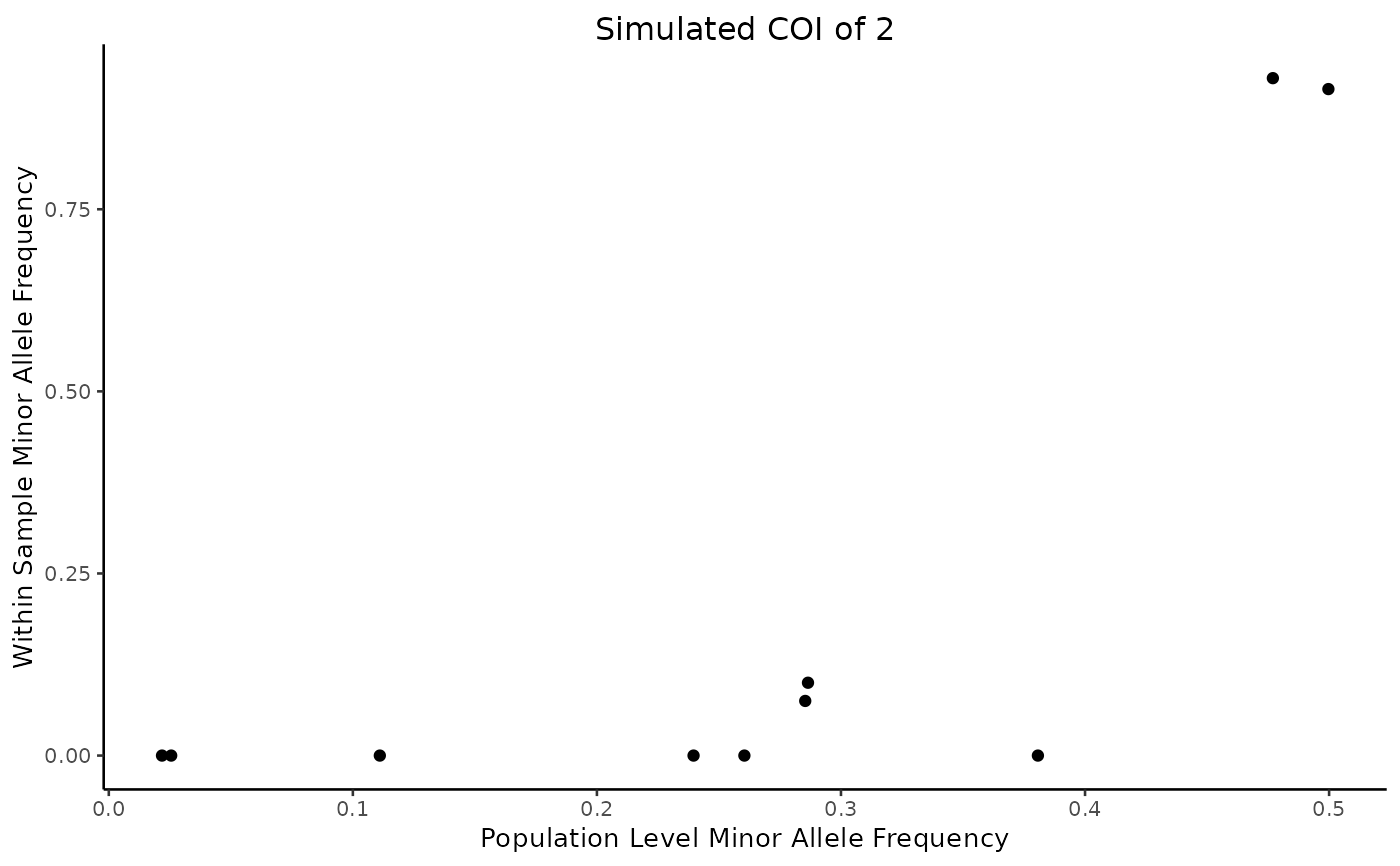 Simulated COI of 2
Within Sample Minor Allele Frequency
0.75
0.50
0.25
0.00
0.0 0.1 0.2 0.3 0.4 0.5
Population Level Minor Allele Frequency